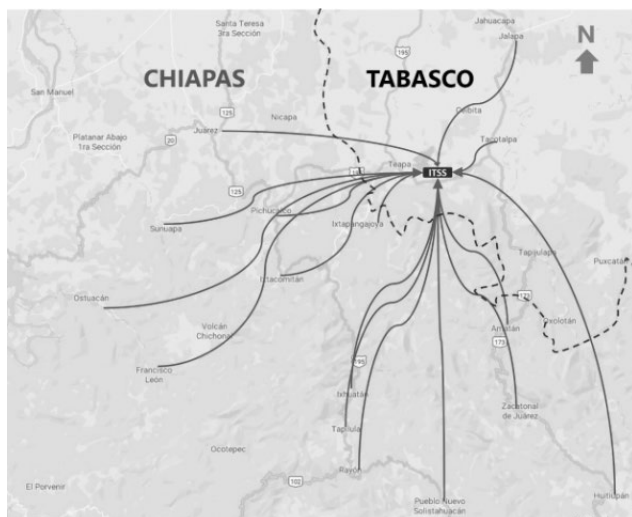 Santa Teresa
3ra Sección
Jahuacapa
Jalapa
195
N
CHIAPAS
TABASCO
San Manuel
125
Nicapa
Juárez
Platanar Abajo
1ra Sección
20
Tacotalpa
Teapa
ITSS
125
Pichucalco
Sunuapa
Ixtapangajoya
Tapijulapa
Puxcatán
Ixtacomitán
Ostuacán
Oxolotán
Amatán
173
Volcán
Chichonal
195
Francisco
León
Ixhuatán
Zacatonal
de Juárez
Tapilula
Ocotepec
Rayón
102
El Porvenir
Pueblo Nuevo
Solistahuacán
Huitiupán